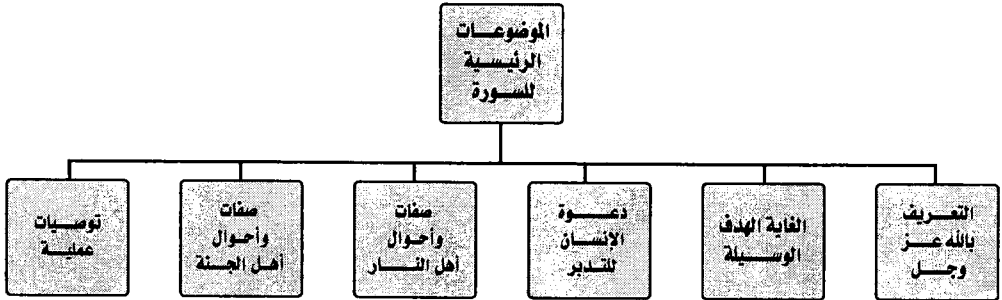 الموضوعات
الرئيسية
للسورة
التعريف
بالله عز
وجل
الغاية الهدف
الوسيلة
دعوة
الإنسان
للتدبر
صفات
وأحوال
أهل النار
صفات
وأحوال
أهل الجنة
توصيات
عملية